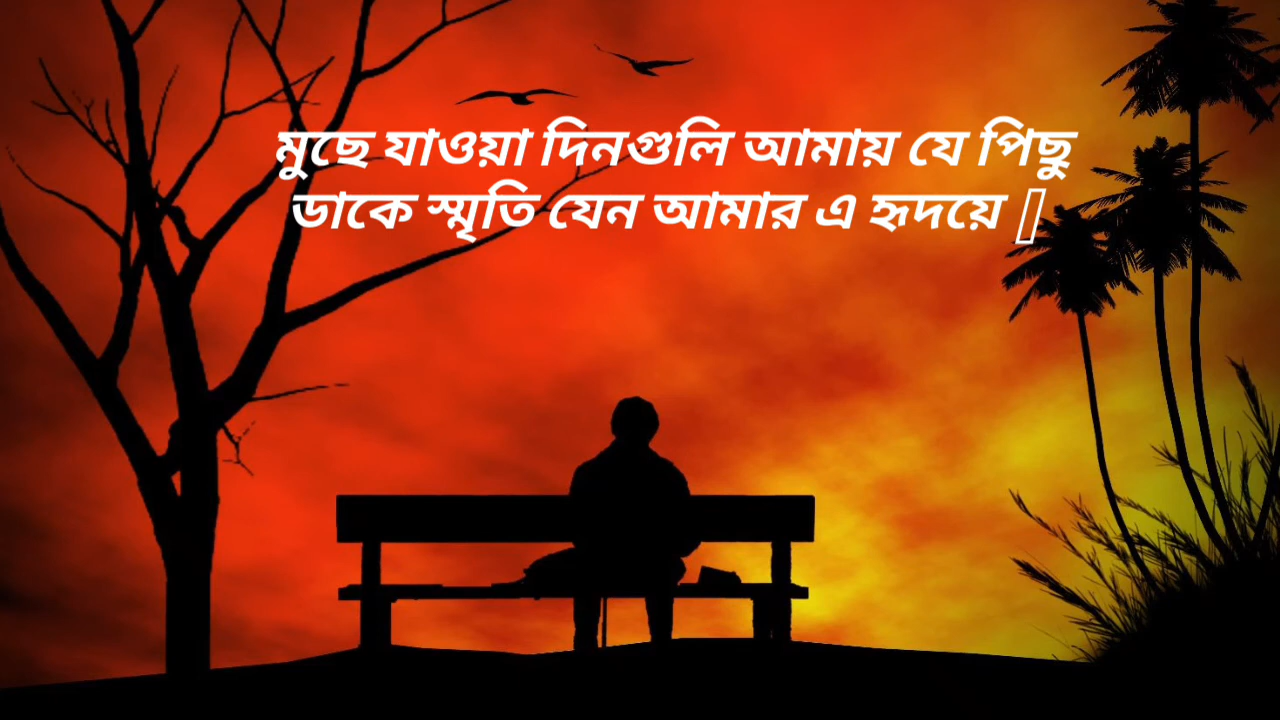 মুছে যাওয়া দিনগুলি আমায় যে পিছু
ডাকে স্মৃতি যেন আমার এ হৃদয়ে